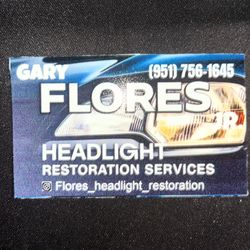 GARY (951) 756-1645
FLORES
HEADLIGHT
RESTORATION SERVICES
Flores_headlight_restoration